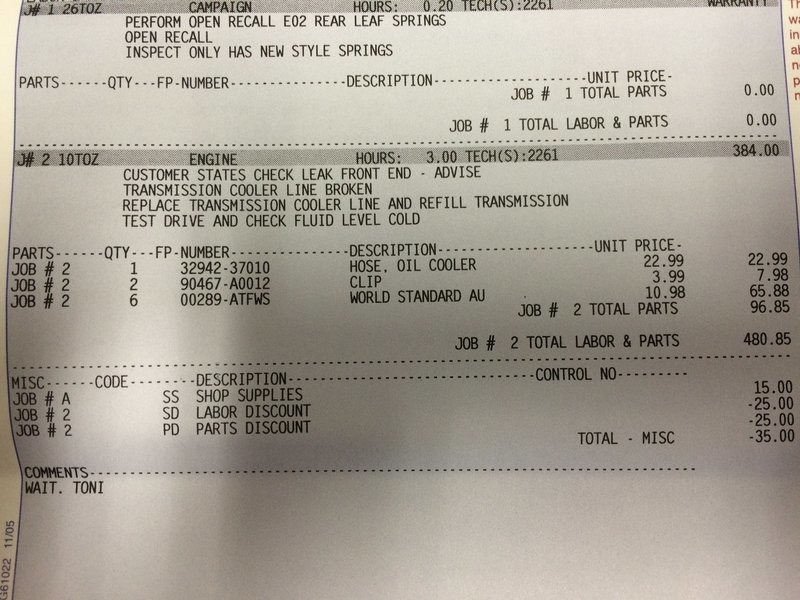 J# 1 26TOZ CAMPAIGN HOURS: 0.20 TECH(S):2261 WARRANTY
PERFORM OPEN RECALL E02 REAR LEAF SPRINGS
OPEN RECALL
INSPECT ONLY HAS NEW STYLE SPRINGS
PARTS------QTY---FP-NUMBER---------------DESCRIPTION--------------------UNIT PRICE-
JOB # 1 TOTAL PARTS 0.00
JOB # 1 TOTAL LABOR & PARTS 0.00
J# 2 10TOZ ENGINE HOURS: 3.00 TECH(S):2261 384.00
CUSTOMER STATES CHECK LEAK FRONT END - ADVISE
TRANSMISSION COOLER LINE BROKEN
REPLACE TRANSMISSION COOLER LINE AND REFILL TRANSMISSION
TEST DRIVE AND CHECK FLUID LEVEL COLD
PARTS------QTY---FP-NUMBER---------------DESCRIPTION--------------------UNIT PRICE-
JOB # 2 1 32942-37010 HOSE, OIL COOLER 22.99 22.99
JOB # 2 2 90467-A0012 CLIP 3.99 7.98
JOB # 2 6 00289-ATFWS WORLD STANDARD AU 10.98 65.88
JOB # 2 TOTAL PARTS 96.85
JOB # 2 TOTAL LABOR & PARTS 480.85
MISC------CODE------DESCRIPTION-------------------------------CONTROL NO---------
JOB # A SS SHOP SUPPLIES 15.00
JOB # 2 SD LABOR DISCOUNT -25.00
JOB # 2 PD PARTS DISCOUNT -25.00
TOTAL - MISC -35.00
COMMENTS
WAIT. TONI
G61022 11/05